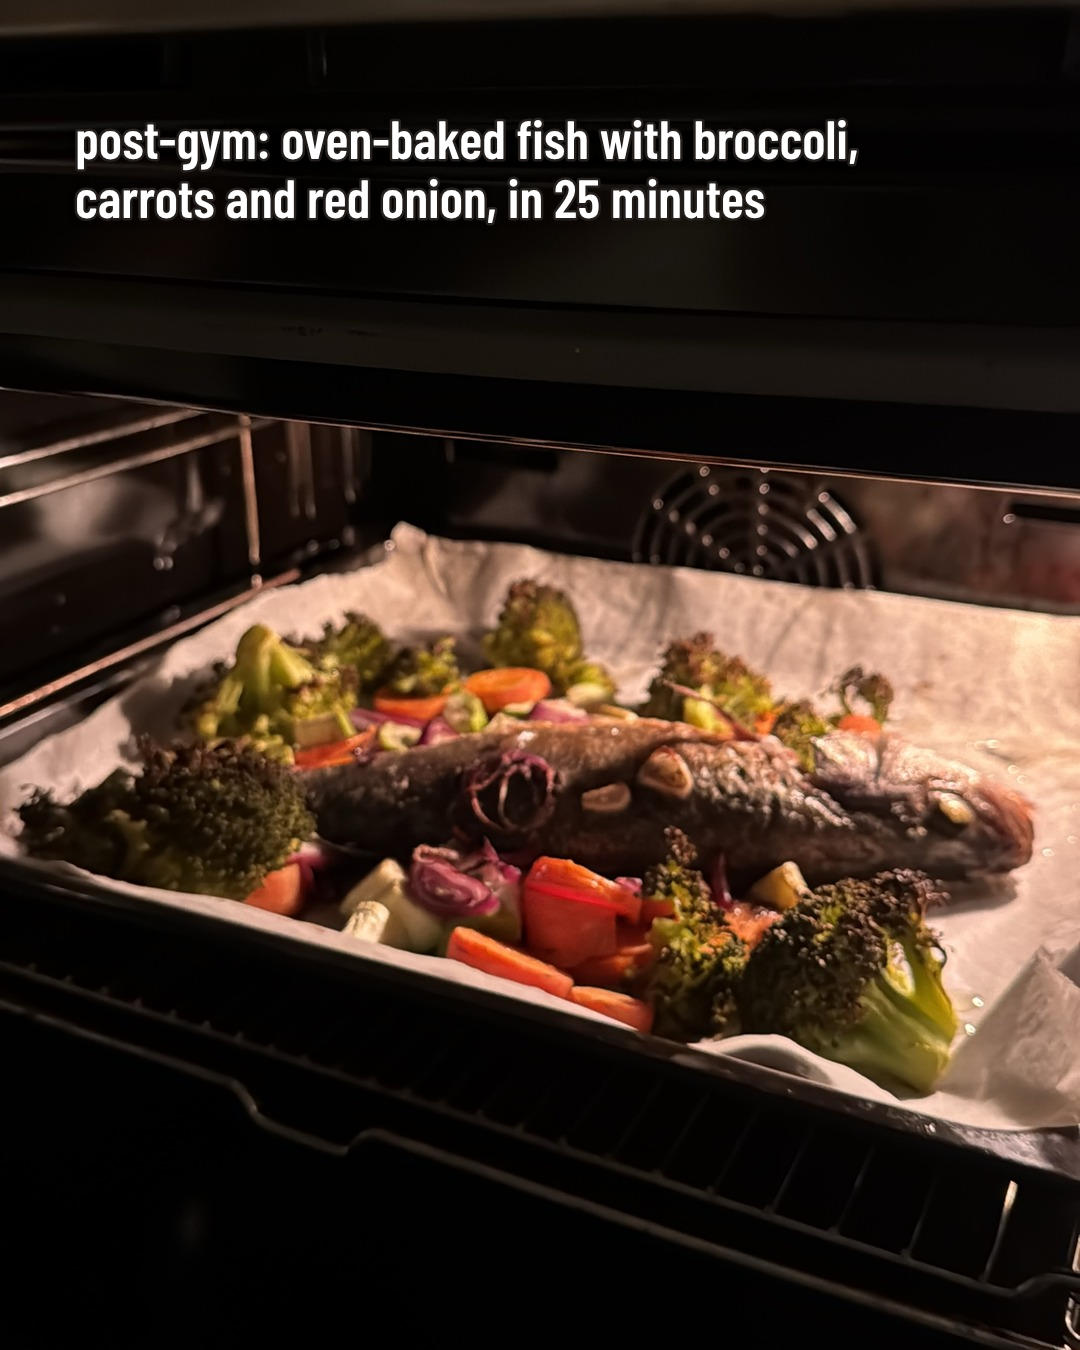 post-gym: oven-baked fish with broccoli,
carrots and red onion, in 25 minutes